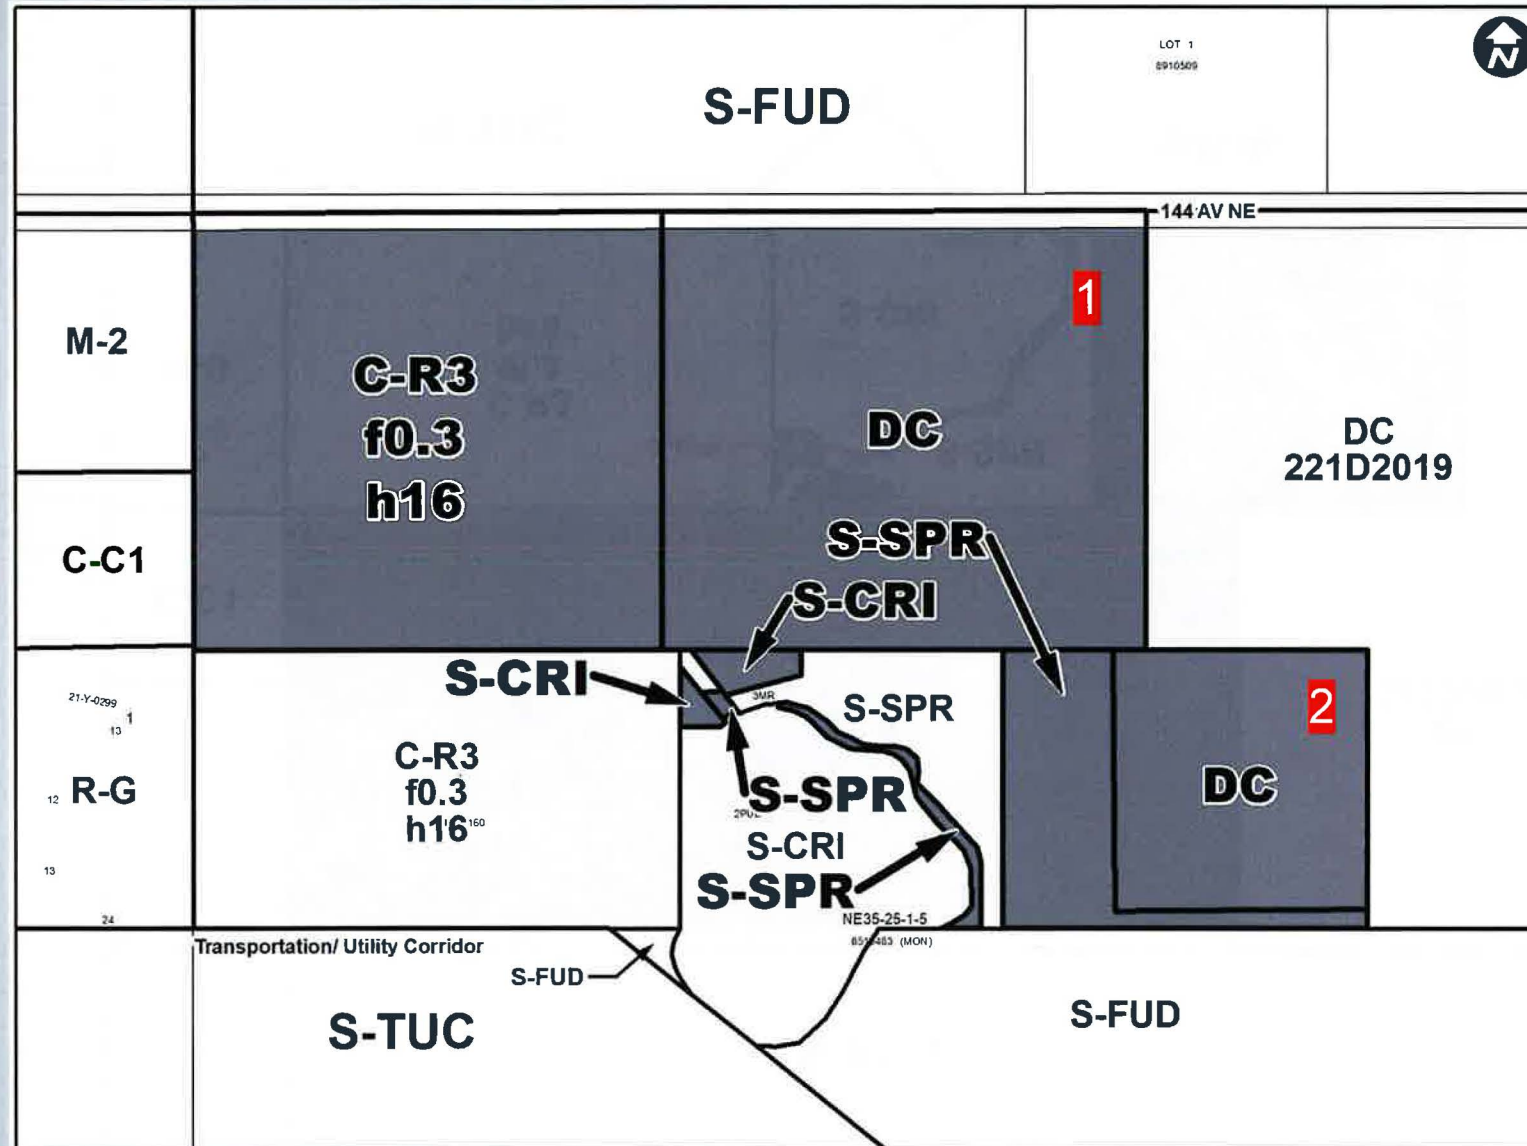 LOT 1
8910509
N
S-FUD
144 AV NE
1
M-2
C-R3
f0.3
h16
DC
DC
221D2019
S-SPR
C-C1
S-CRI
S-CRI
21-Y-0299
1
13
3MR
S-SPR
2
C-R3
f0.3
h16
160
12
R-G
DC
S-SPR
S-CRI
13
S-SPR
24
NE35-25-1-5
(MON)
Transportation/ Utility Corridor
S-FUD
S-TUC
S-FUD